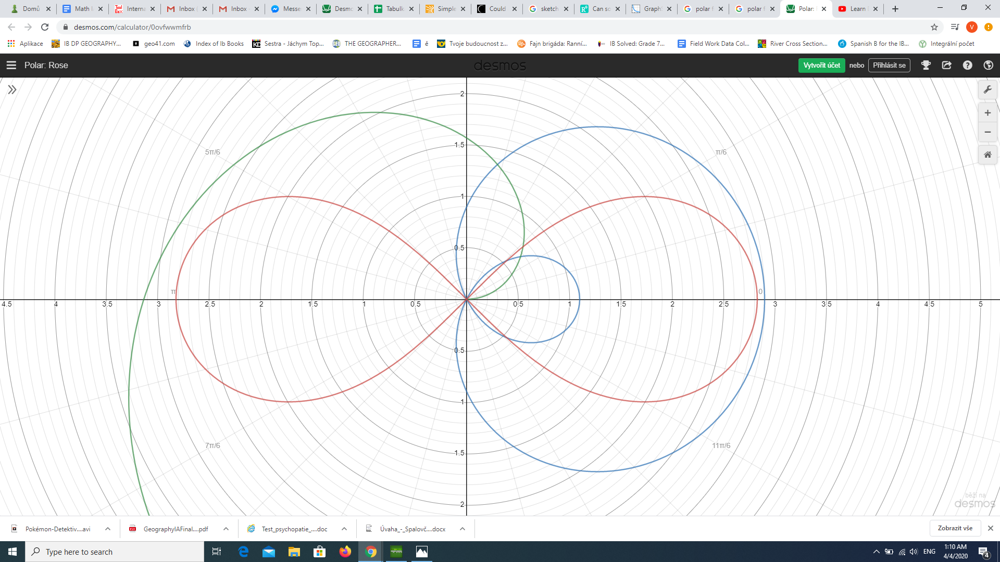 Domů
Math I
Interna
Inbox (
Inbox -
Messe
Desmo
Tabulk
Simple
Could
sketch
Can so
Graph
polar f
polar f
Polar:
Learn
desmos.com/calculator/0ovfwwmfrb
V
Aplikace
IB DP GEOGRAPHY...
geo41.com
Index of Ib Books
Sestra - Jáchym Top...
THE GEOGRAPHER...
ě
Tvoje budoucnost z...
Fajn brigáda: Ranní...
IB Solved: Grade 7...
Field Work Data Col...
River Cross Section...
Spanish B for the IB...
Integrální počet
Polar: Rose
desmos
Vytvořit účet
nebo
Přihlásit se
2
1.5
1
0.5
5π/6
π/6
π
0
4.5 4 3.5 3 2.5 2 1.5 1 0.5 0.5 1 1.5 2 2.5 3 3.5 4 4.5 5
0.5
1
1.5
2
7π/6
11π/6
běží na
desmos
Pokémon-Detektiv....avi
GeographyIAFinal....pdf
Test_psychopatie_....doc
Úvaha_-_Spalovč....docx
Zobrazit vše
Type here to search
ENG
1:10 AM
4/4/2020
4